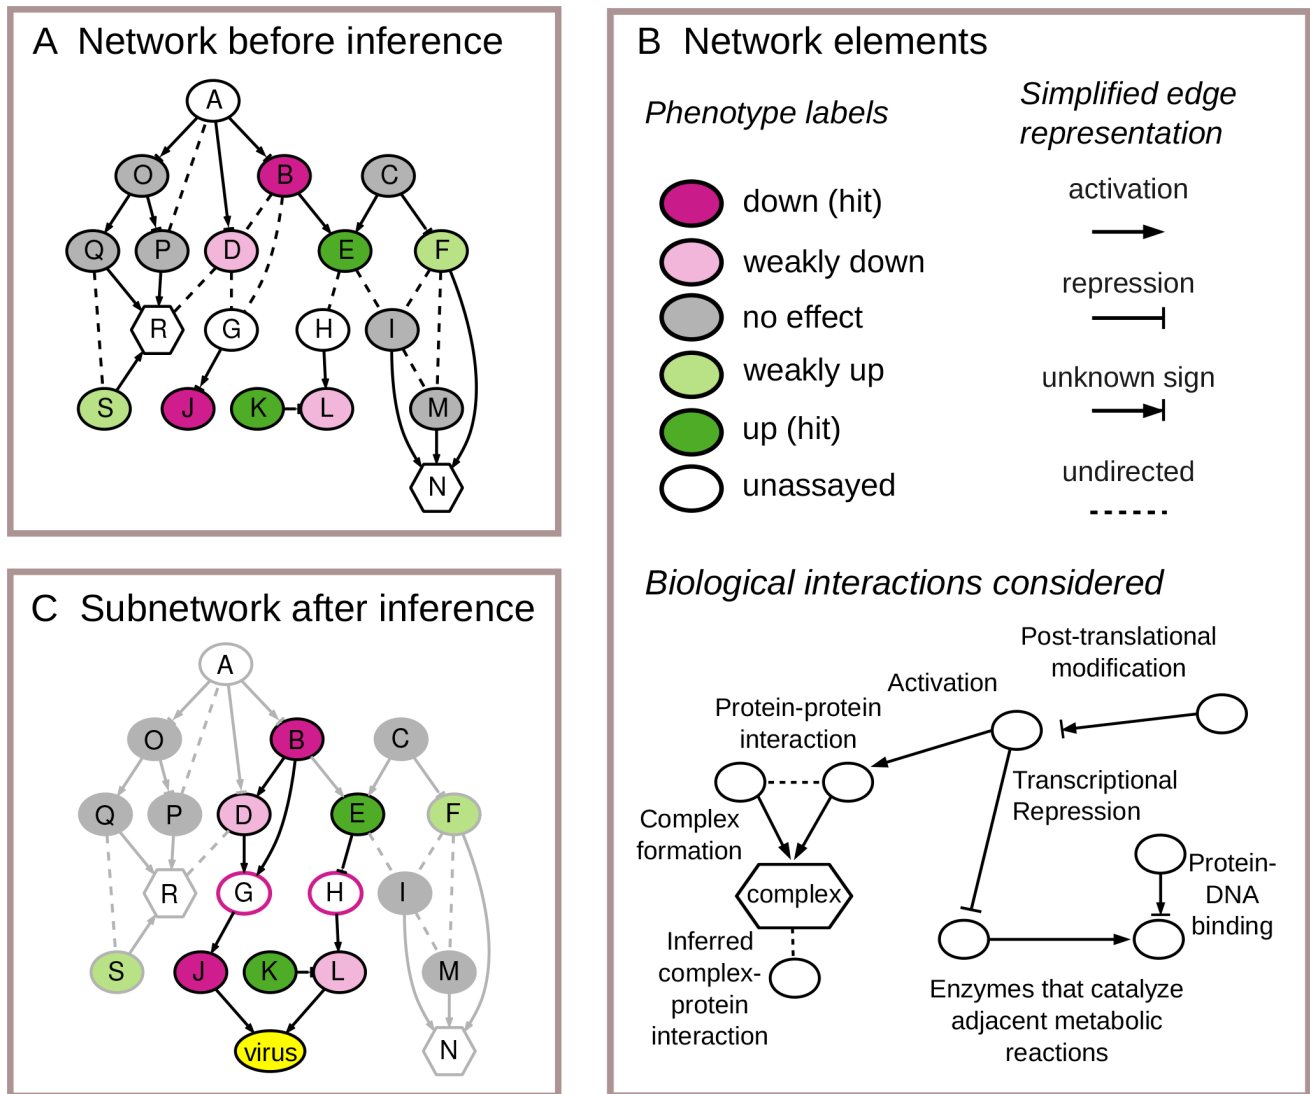 A Network before inference
A
O
B
C
Q
P
D
E
F
R
G
H
I
S
J
K
L
M
N
B Network elements
Phenotype labels
down (hit)
weakly down
no effect
weakly up
up (hit)
unassayed
Simplified edge
representation
activation
repression
unknown sign
undirected
Biological interactions considered
Post-translational
modification
Activation
Protein-protein
interaction
Transcriptional
Repression
Complex
formation
Protein-
DNA
binding
complex
Inferred
complex-
protein
interaction
Enzymes that catalyze
adjacent metabolic
reactions
C Subnetwork after inference
A
O
B
C
Q
P
D
E
F
R
G
H
I
S
J
K
L
M
virus
N